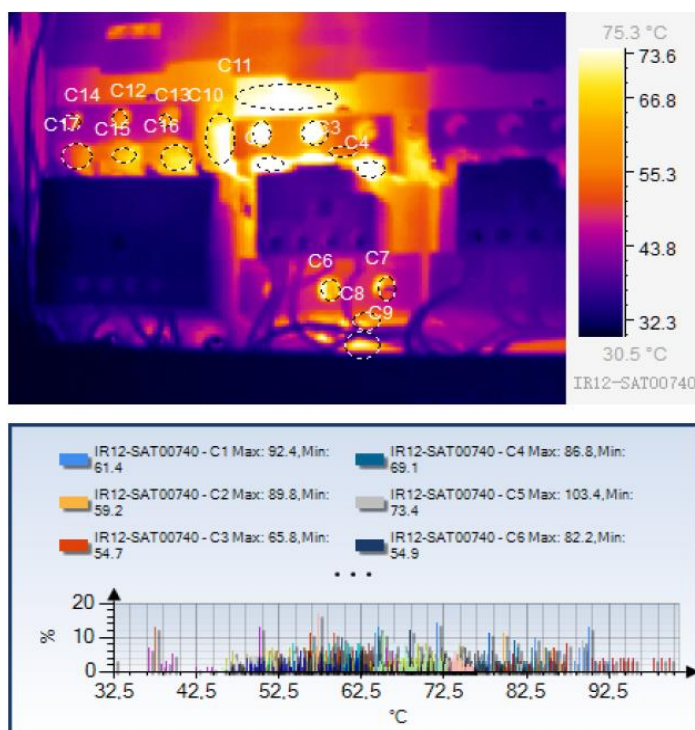 75.3 °C
73.6
66.8
55.3
43.8
32.3
30.5 °C
IR12-SAT00740
C11
C14
C12
C13
C10
C17
C15
C16
C3
C4
C6
C7
C8
C9
IR12-SAT00740 - C1 Max: 92.4,Min:
61.4
IR12-SAT00740 - C4 Max: 86.8,Min:
69.1
IR12-SAT00740 - C2 Max: 89.8,Min:
59.2
IR12-SAT00740 - C5 Max: 103.4,Min:
73.4
IR12-SAT00740 - C3 Max: 65.8,Min:
54.7
IR12-SAT00740 - C6 Max: 82.2,Min:
54.9
...
20
10
0
%
32,5
42,5
52,5
62,5
72,5
82,5
92,5
°C